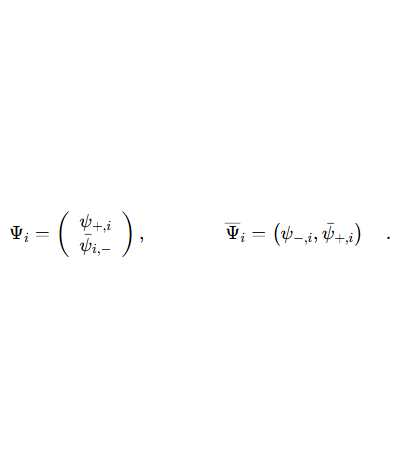 Ψ_i = ( ψ_{+,i} ψ̄_{i,−} ), Ψ̅_i = (ψ_{−,i}, ψ̄_{+,i}) .